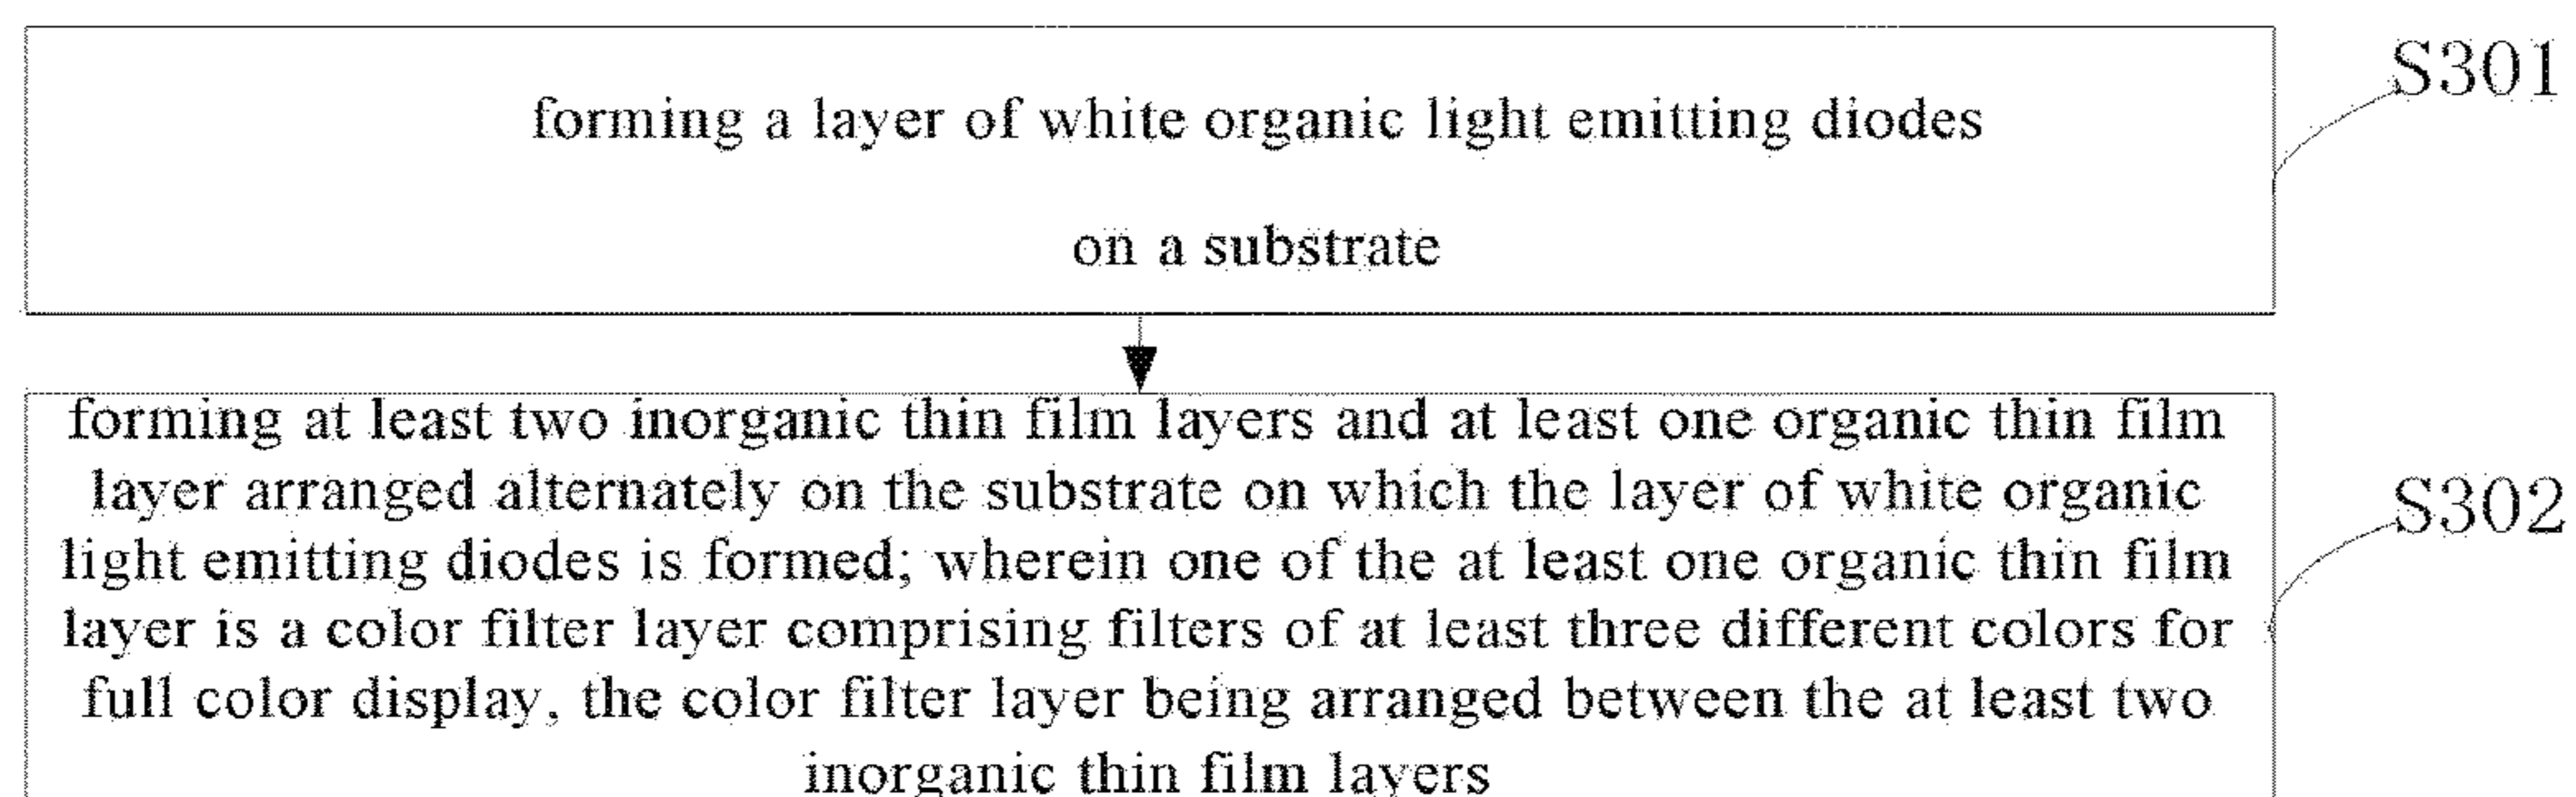 forming a layer of white organic light emitting diodes
on a substrate
S301
forming at least two inorganic thin film layers and at least one organic thin film
layer arranged alternately on the substrate on which the layer of white organic
light emitting diodes is formed; wherein one of the at least one organic thin film
layer is a color filter layer comprising filters of at least three different colors for
full color display, the color filter layer being arranged between the at least two
inorganic thin film layers
S302